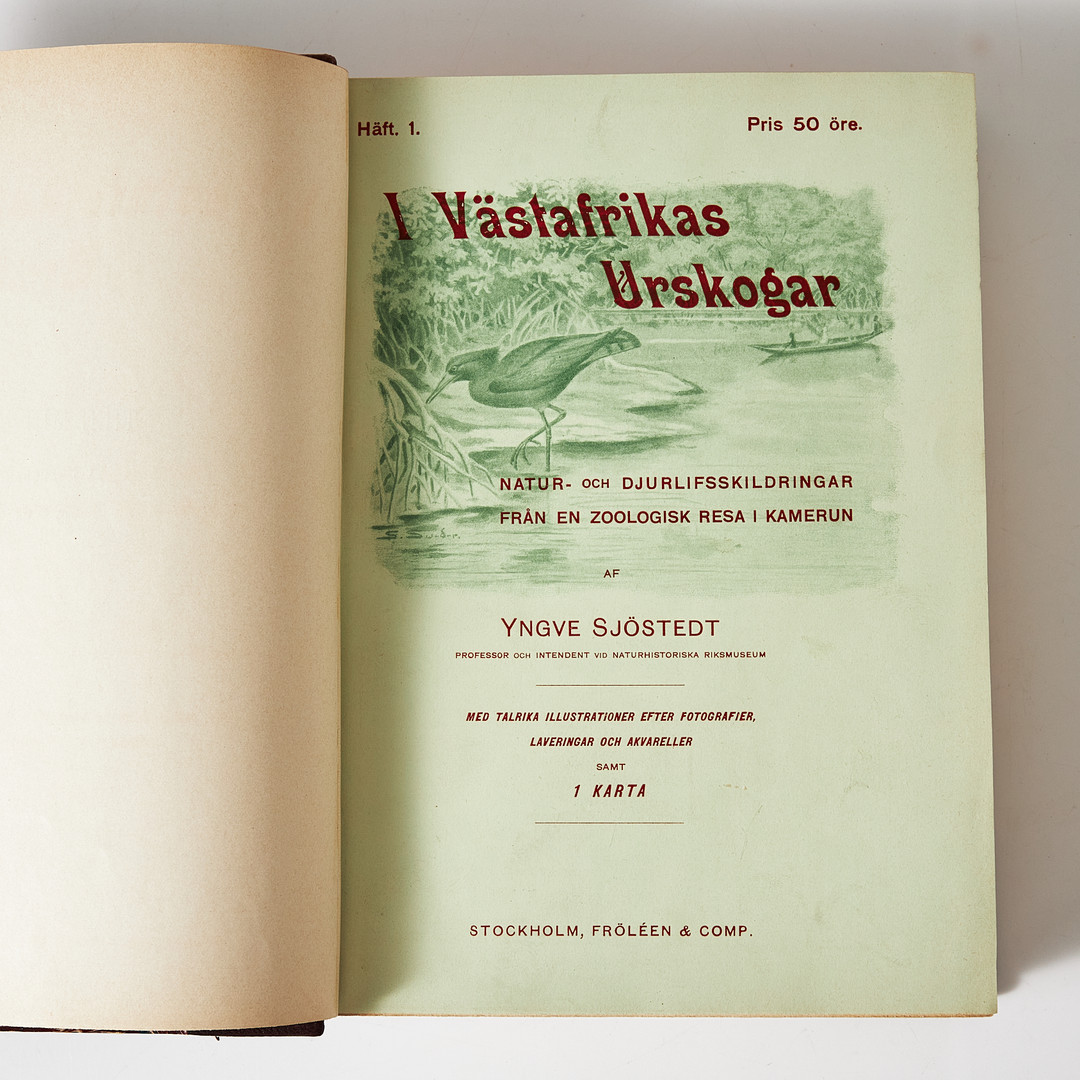 Häft. 1.
Pris 50 öre.
I Västafrikas
Urskogar
NATUR- OCH DJURLIFSSKILDRINGAR
FRÅN EN ZOOLOGISK RESA I KAMERUN
AF
YNGVE SJÖSTEDT
PROFESSOR OCH INTENDENT VID NATURHISTORISKA RIKSMUSEUM
MED TALRIKA ILLUSTRATIONER EFTER FOTOGRAFIER,
LAVERINGAR OCH AKVARELLER
SAMT
1 KARTA
STOCKHOLM, FRÖLÉEN & COMP.